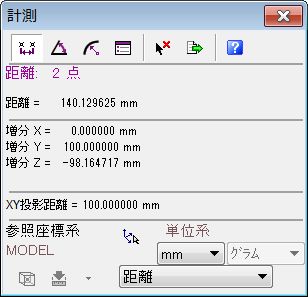 計測
距離: 2 点
距離 = 140.129625 mm
増分 X = 0.000000 mm
増分 Y = 100.000000 mm
増分 Z = -98.164717 mm
XY投影距離 = 100.000000 mm
参照座標系 単位系
MODEL mm グラム
距離